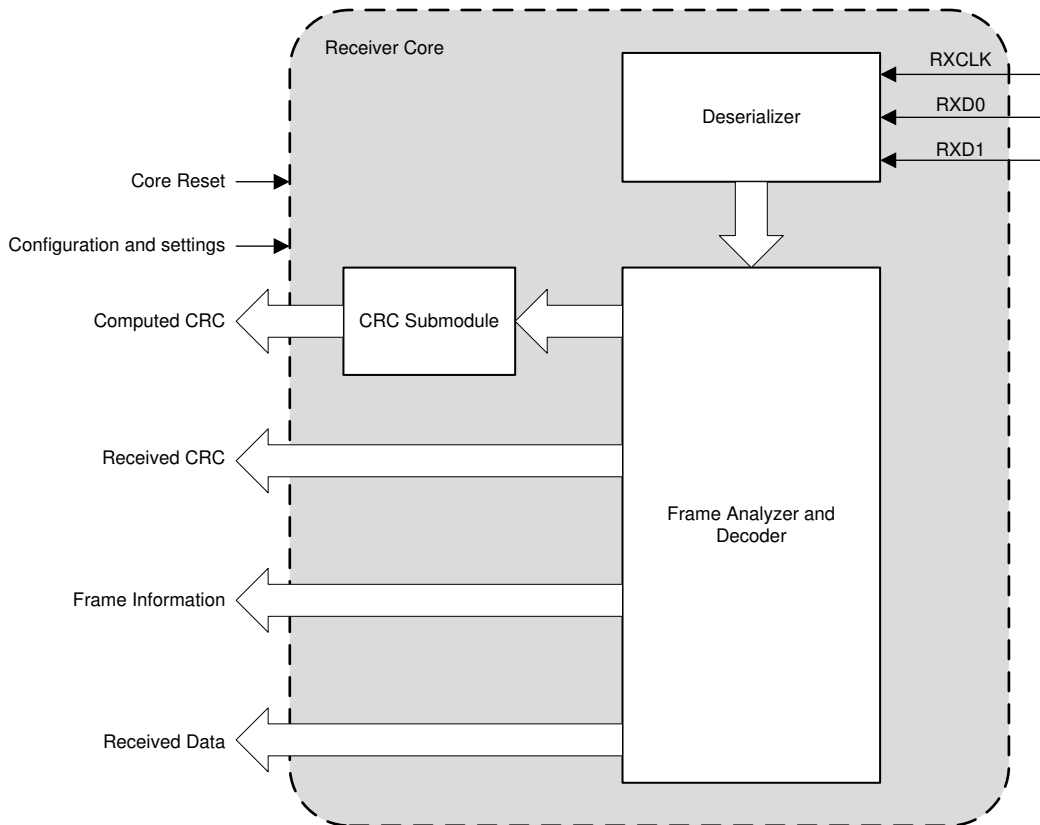 Receiver Core
RXCLK
RXD0
RXD1
Deserializer
Core Reset
Configuration and settings
Computed CRC
CRC Submodule
Received CRC
Frame Analyzer and
Decoder
Frame Information
Received Data